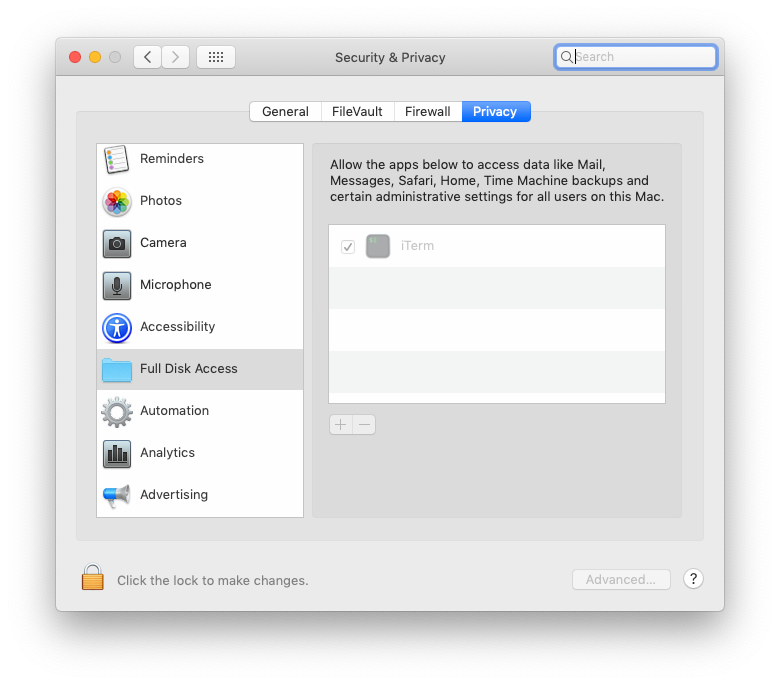 Security & Privacy
Search
General
FileVault
Firewall
Privacy
Reminders
Photos
Camera
Microphone
Accessibility
Full Disk Access
Automation
Analytics
Advertising
Allow the apps below to access data like Mail,
Messages, Safari, Home, Time Machine backups and
certain administrative settings for all users on this Mac.
iTerm
Click the lock to make changes.
Advanced...
?